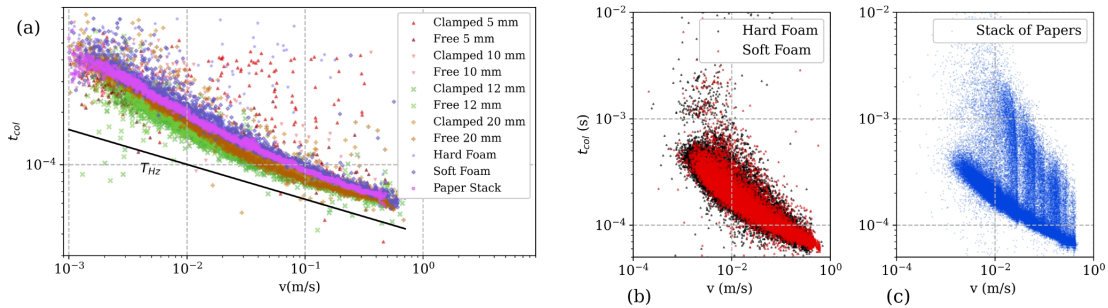 (a)
t_col
10^−4
T_Hz
Clamped 5 mm
Free 5 mm
Clamped 10 mm
Free 10 mm
Clamped 12 mm
Free 12 mm
Clamped 20 mm
Free 20 mm
Hard Foam
Soft Foam
Paper Stack
10^−3
10^−2
10^−1
10^0
v(m/s)
t_col (s)
10^−2
10^−3
10^−4
Hard Foam
Soft Foam
10^−4
10^−2
10^0
(b)
v (m/s)
10^−2
10^−3
10^−4
Stack of Papers
10^−4
10^−2
10^0
(c)
v (m/s)